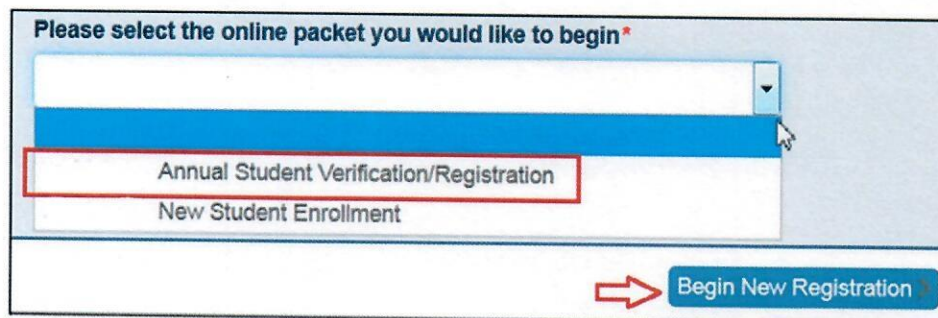 Please select the online packet you would like to begin*
Annual Student Verification/Registration
New Student Enrollment
Begin New Registration